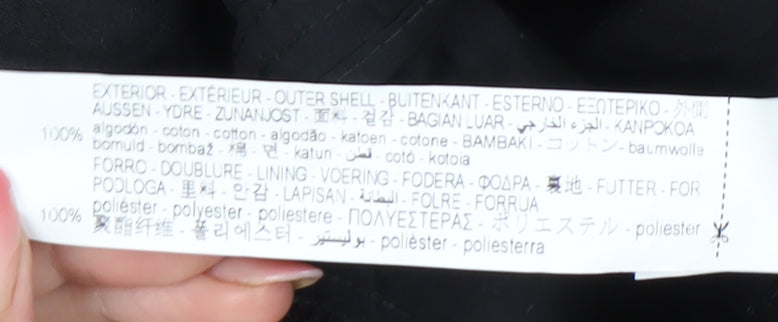 EXTERIOR - EXTÉRIEUR - OUTER SHELL - BUITENKANT - ESTERNO - ΕΞΩΤΕΡΙΚΟ - 外側
AUSSEN - YDRE - ZUNANJOST - 面料 - 겉감 - BAGIAN LUAR - الجزء الخارجي - KANPOKOA
100% algodón - coton - cotton - algodão - katoen - cotone - BAMBAKI - コットン - baumwolle
bomuld - bombaž - 棉 - 면 - katun - قطن - cotó - kotoia
FORRO - DOUBLURE - LINING - VOERING - FODERA - ΦΟΔΡΑ - 裏地 - FUTTER - FOR
PODLOGA - 里料 - 안감 - LAPISAN - البطانة - FOLRE - FORRUA
100% poliéster - polyester - poliestere - ΠΟΛΥΕΣΤΕΡΑΣ - ポリエステル - poliester
聚酯纤维 - 폴리에스터 - بوليستير - polièster - poliesterra